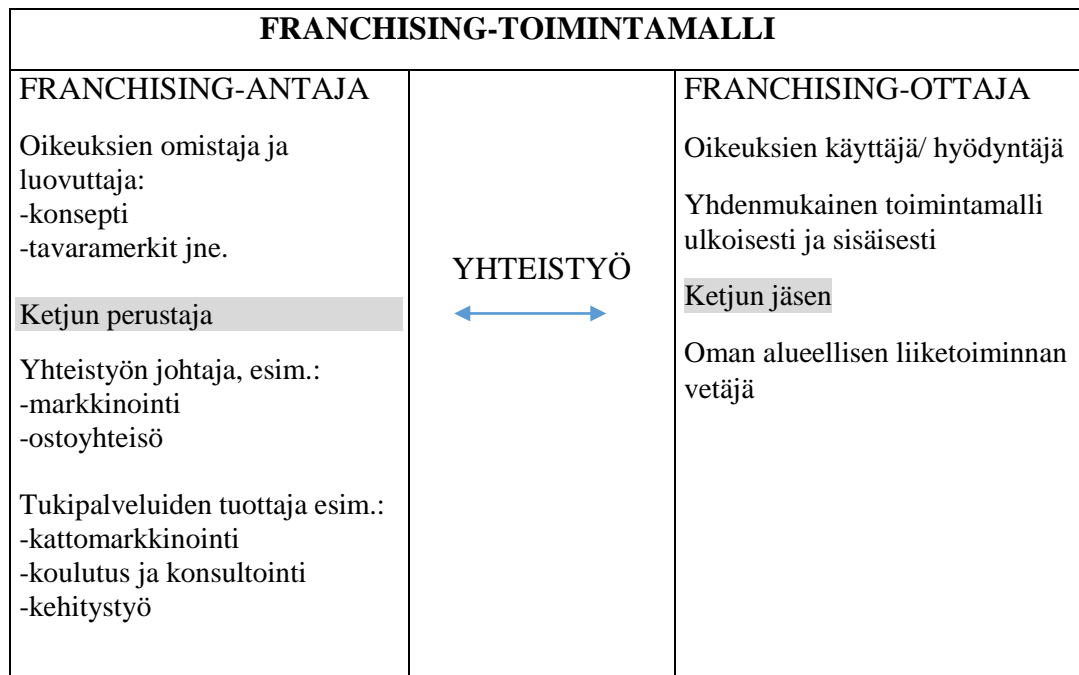 FRANCHISING-TOIMINTAMALLI
FRANCHISING-ANTAJA
Oikeuksien omistaja ja
luovuttaja:
-konsepti
-tavaramerkit jne.
Ketjun perustaja
Yhteistyön johtaja, esim.:
-markkinointi
-ostoyhteisö
Tukipalveluiden tuottaja esim.:
-kattomarkkinointi
-koulutus ja konsultointi
-kehitystyö
YHTEISTYÖ
FRANCHISING-OTTAJA
Oikeuksien käyttäjä/ hyödyntäjä
Yhdenmukainen toimintamalli
ulkoisesti ja sisäisesti
Ketjun jäsen
Oman alueellisen liiketoiminnan
vetäjä